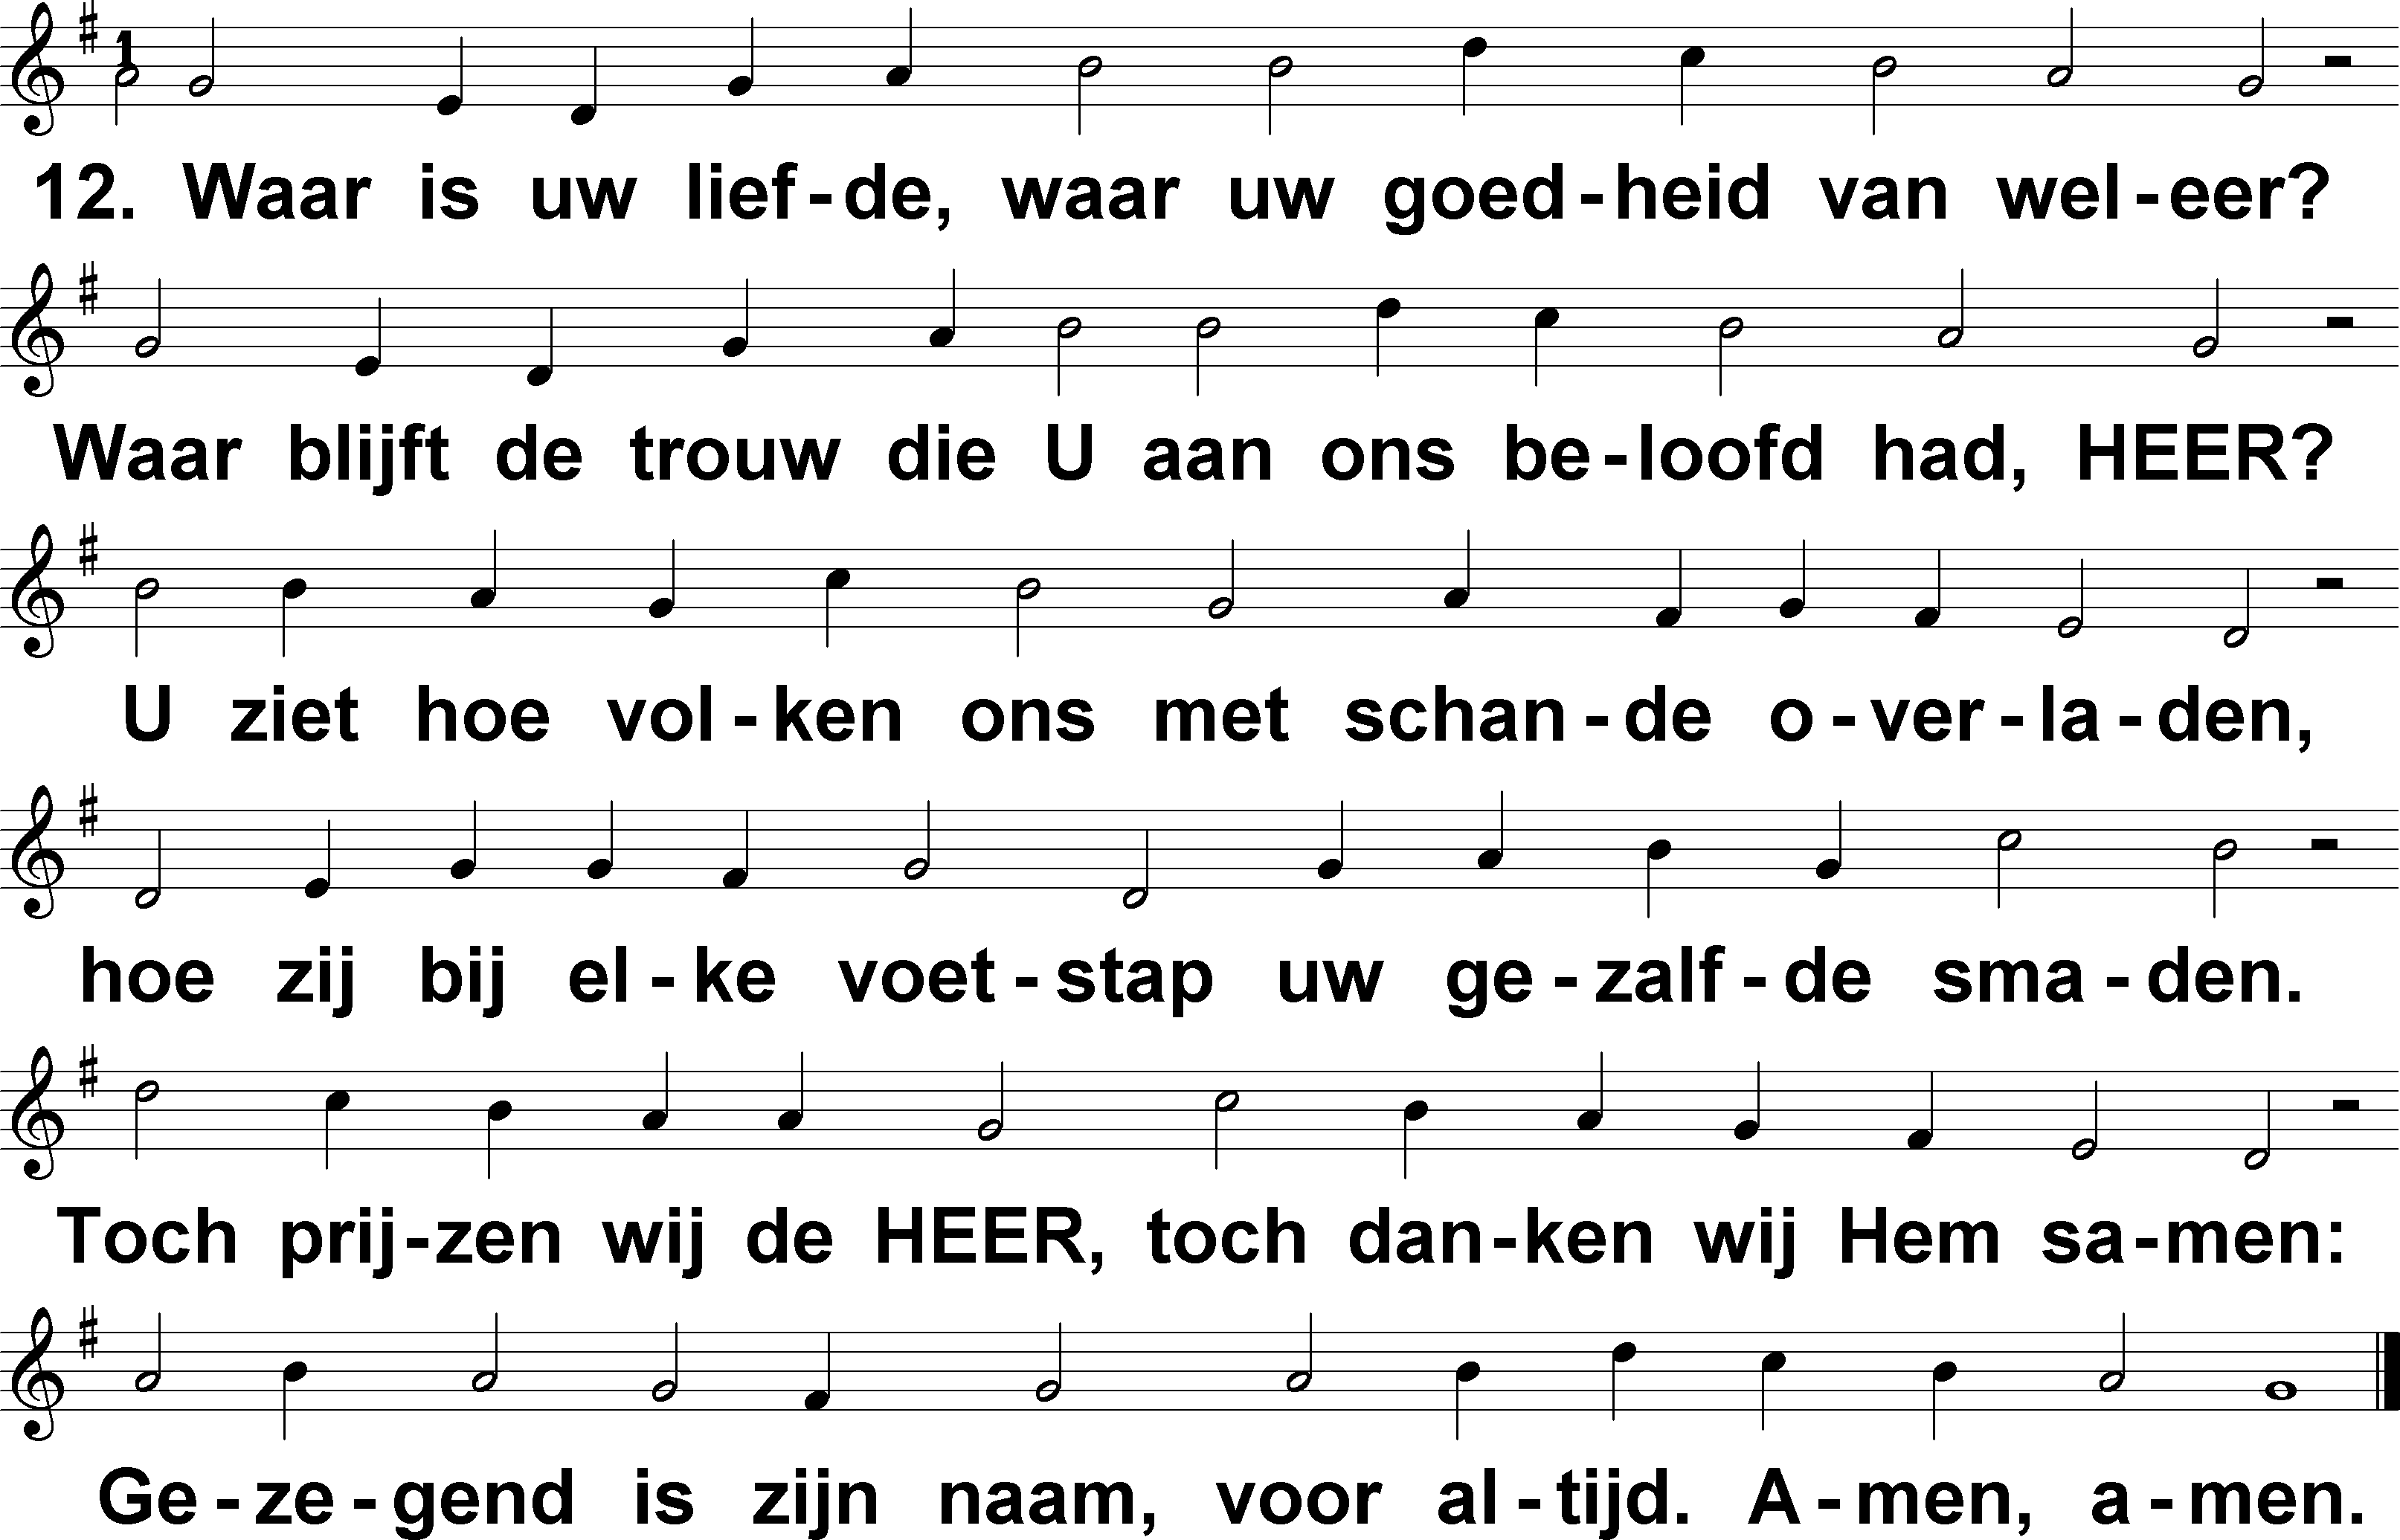 12. Waar is uw lief-de, waar uw goed-heid van wel-eer?
Waar blijft de trouw die U aan ons be-loofd had, HEER?
U ziet hoe vol-ken ons met schan-de o-ver-la-den,
hoe zij bij el-ke voet-stap uw ge-zalf-de sma-den.
Toch prij-zen wij de HEER, toch dan-ken wij Hem sa-men:
Ge-ze-gend is zijn naam, voor al-tijd. A-men, a-men.